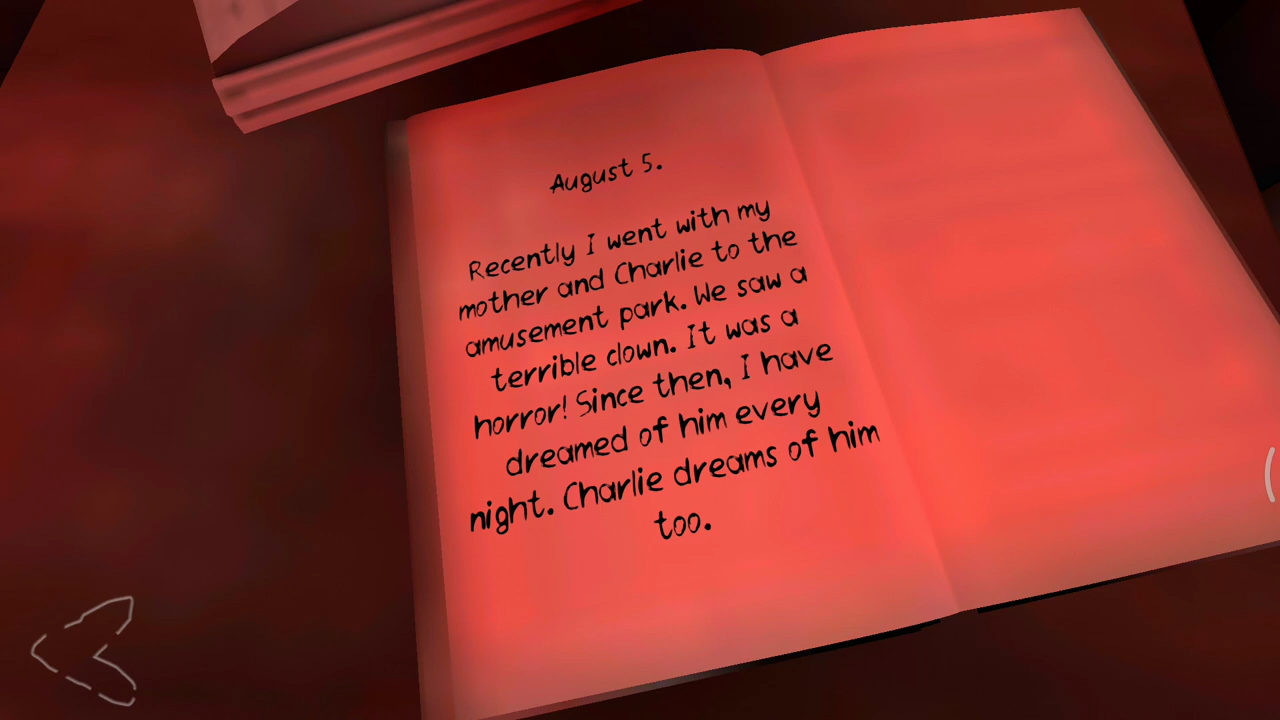 August 5.
Recently I went with my
mother and Charlie to the
amusement park. We saw a
terrible clown. It was a
horror! Since then, I have
dreamed of him every
night. Charlie dreams of him
too.